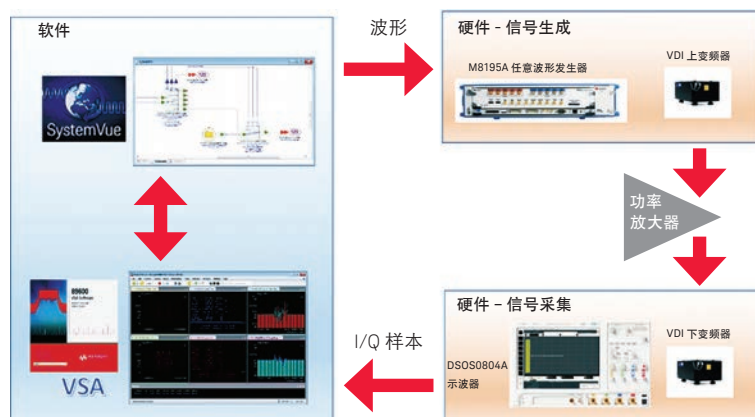 软件
SystemVue
89600
VSA Software
VSA
波形
硬件 - 信号生成
M8195A 任意波形发生器
VDI 上变频器
功率
放大器
硬件 – 信号采集
DSOS0804A
示波器
VDI 下变频器
I/Q 样本